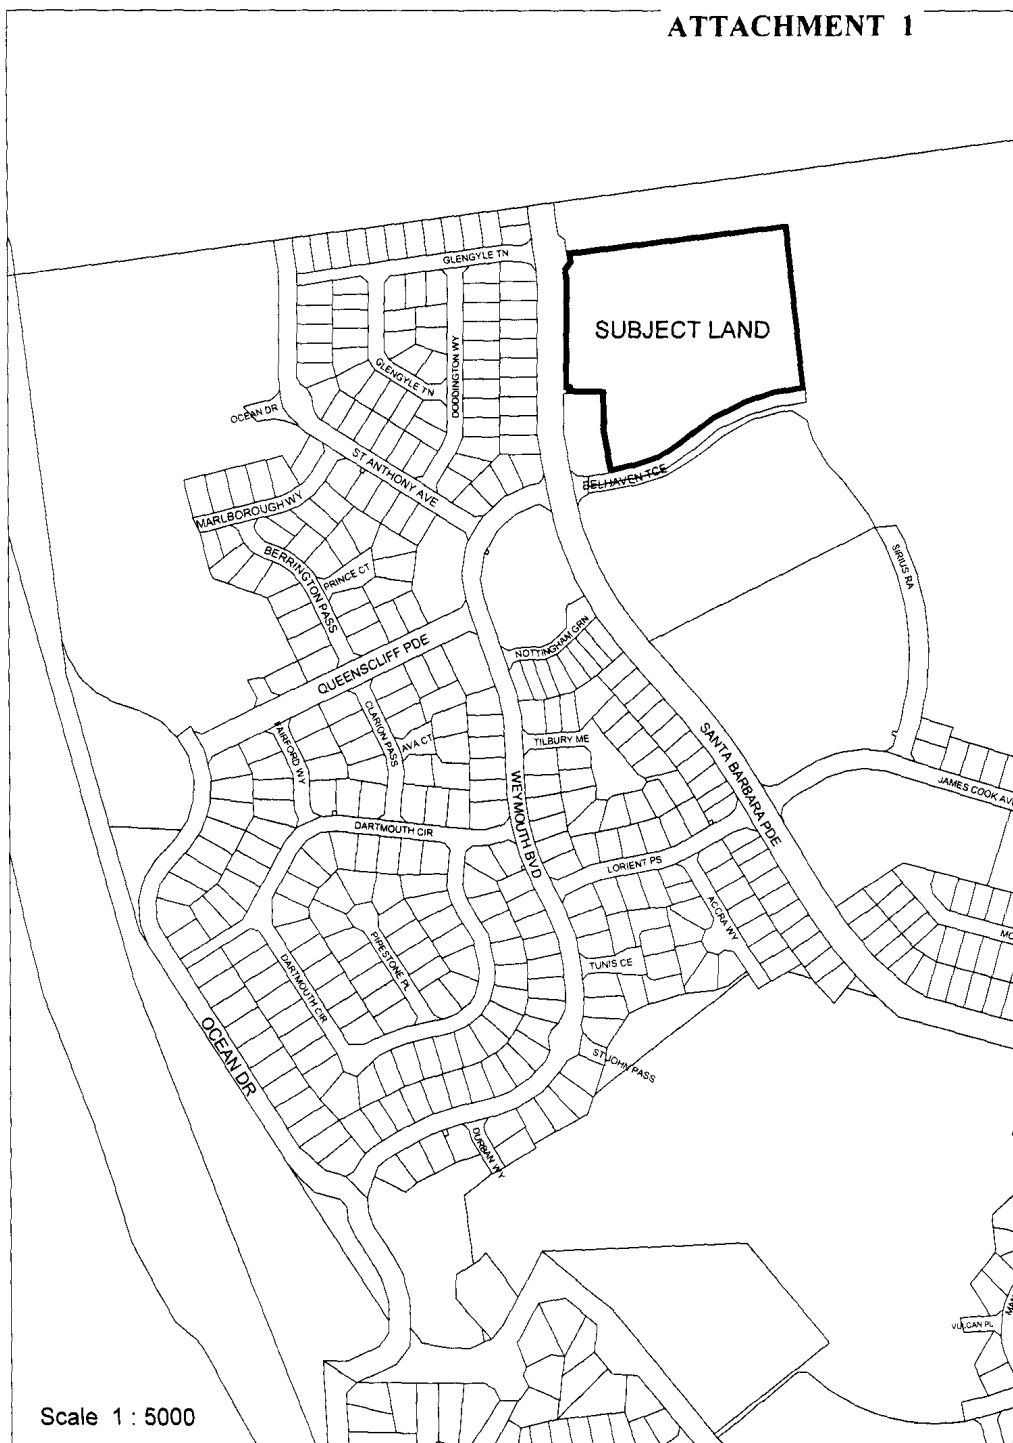 ATTACHMENT 1
GLENGYLE TN
SUBJECT LAND
GLENGYLE TN
DODDINGTON WY
OCEAN DR
ST ANTHONY AVE
BELHAVEN TCE
MARLBOROUGH WY
BERRINGTON PASS
PRINCE CT
SIRIUS RA
NOTTINGHAM GRN
QUEENSCLIFF PDE
CLARION PASS
FAIRFORD WY
AVA CT
TILBURY ME
SANTA BARBARA PDE
WEYMOUTH BVD
JAMES COOK AVE
DARTMOUTH CIR
LORIENT PS
ACCRA WY
PIPESTONE PL
DARTMOUTH CIR
TUNIS CE
MO
OCEAN DR
ST JOHN PASS
DURBAN WY
VULCAN PL
Scale 1 : 5000